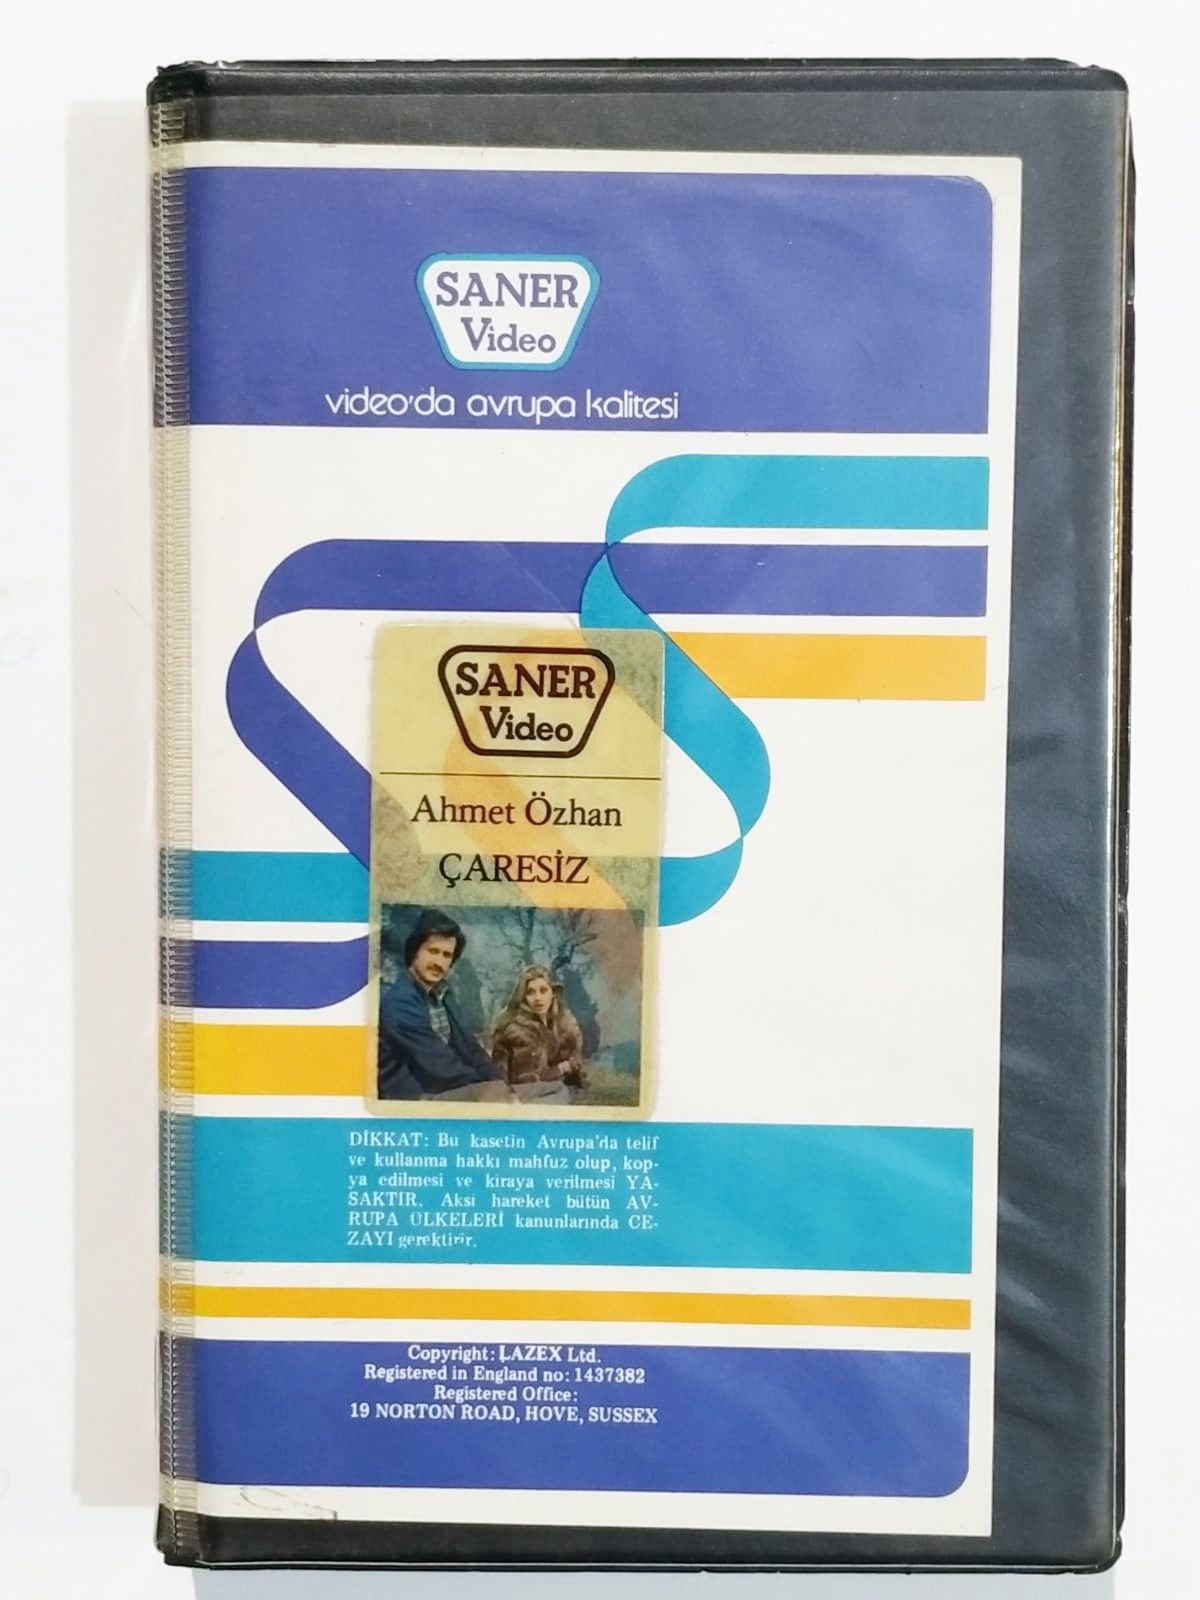 SANER
Video
video'da avrupa kalitesi
SANER
Video
Ahmet Özhan
ÇARESİZ
DİKKAT: Bu kasetin Avrupa'da telif
ve kullanma hakkı mahfuz olup, kop-
ya edilmesi ve kiraya verilmesi YA-
SAKTIR. Aksi hareket bütün AV-
RUPA ÜLKELERİ kanunlarında CE-
ZAYI gerektirir.
Copyright: LAZEX Ltd.
Registered in England no: 1437382
Registered Office:
19 NORTON ROAD, HOVE, SUSSEX